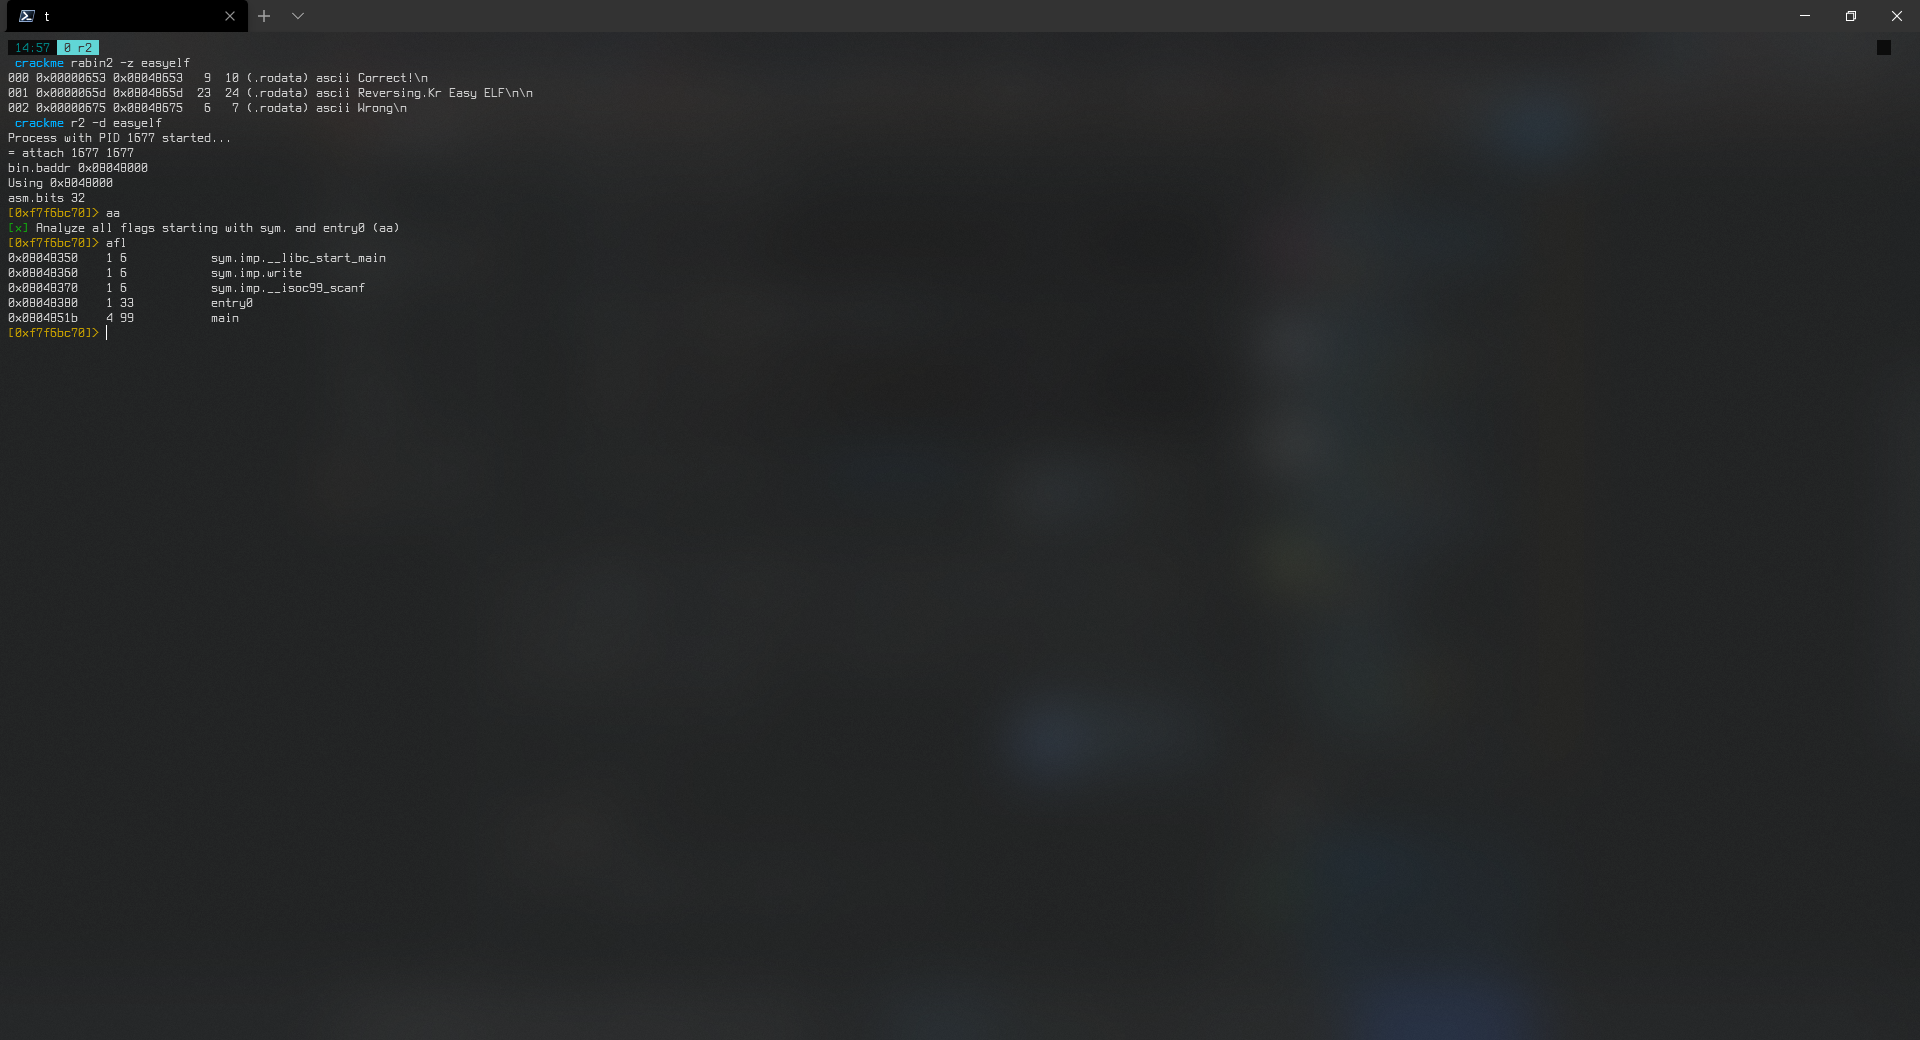 t
14:57 0 r2
crackme rabin2 -z easyelf
000 0x00000653 0x08048653 9 10 (.rodata) ascii Correct!\n
001 0x0000065d 0x0804865d 23 24 (.rodata) ascii Reversing.Kr Easy ELF\n\n
002 0x00000675 0x08048675 6 7 (.rodata) ascii Wrong\n
crackme r2 -d easyelf
Process with PID 1677 started...
= attach 1677 1677
bin.baddr 0x08048000
Using 0x8048000
asm.bits 32
[0xf7f6bc70]> aa
[x] Analyze all flags starting with sym. and entry0 (aa)
[0xf7f6bc70]> afl
0x08048350 1 6 sym.imp.__libc_start_main
0x08048360 1 6 sym.imp.write
0x08048370 1 6 sym.imp.__isoc99_scanf
0x08048380 1 33 entry0
0x0804851b 4 99 main
[0xf7f6bc70]>